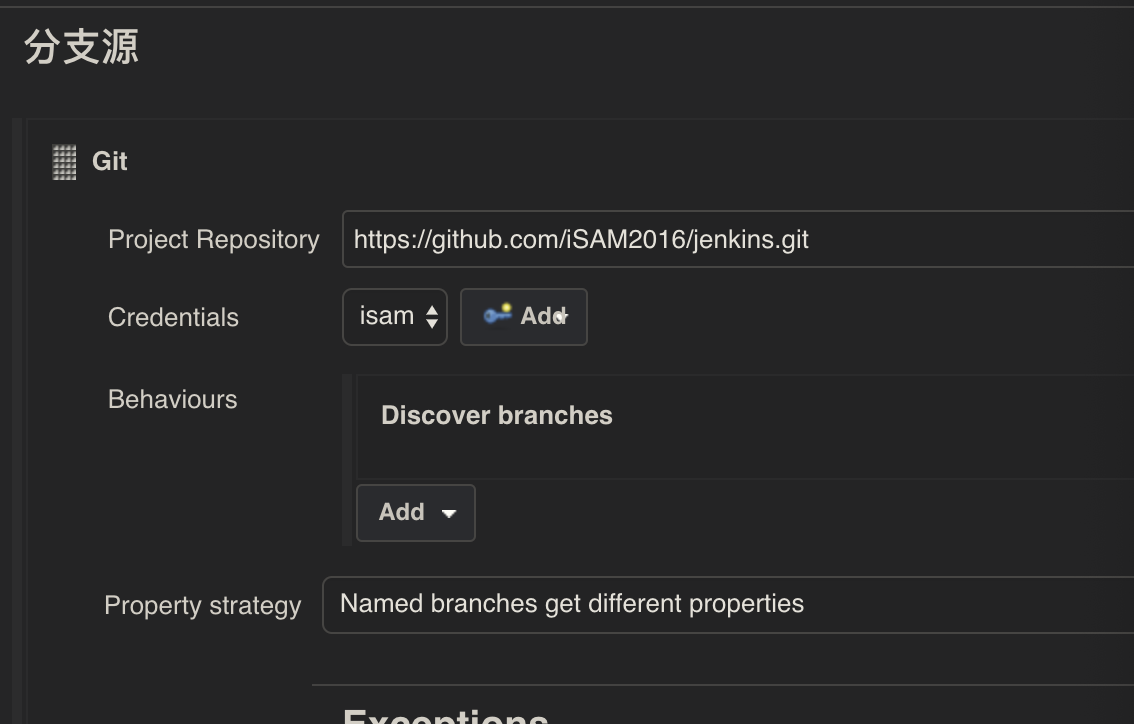 分支源
Git
Project Repository https://github.com/iSAM2016/jenkins.git
Credentials isam Add
Behaviours Discover branches
Add
Property strategy Named branches get different properties
Exceptions